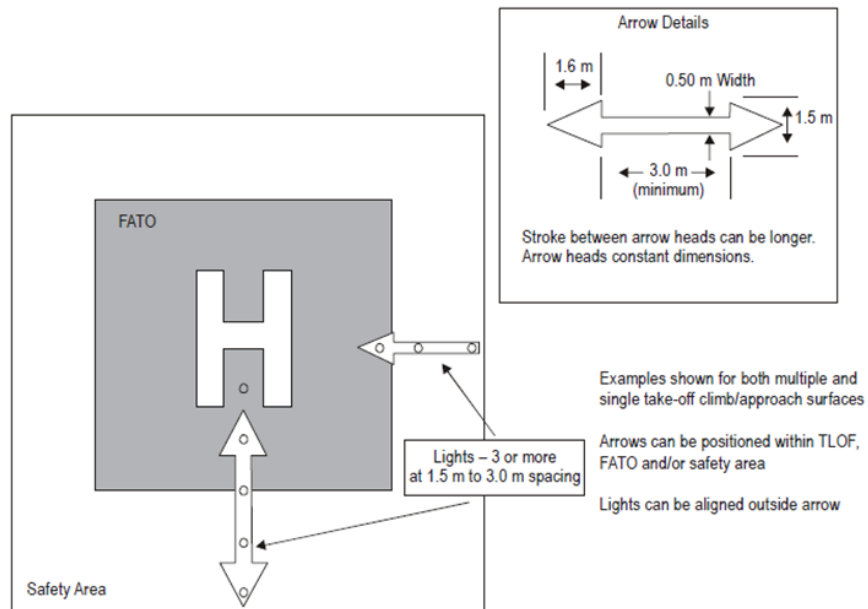 Arrow Details
1.6 m
0.50 m Width
1.5 m
3.0 m
(minimum)
Stroke between arrow heads can be longer.
Arrow heads constant dimensions.
FATO
H
Examples shown for both multiple and
single take-off climb/approach surfaces
Arrows can be positioned within TLOF,
FATO and/or safety area
Lights can be aligned outside arrow
Lights – 3 or more
at 1.5 m to 3.0 m spacing
Safety Area